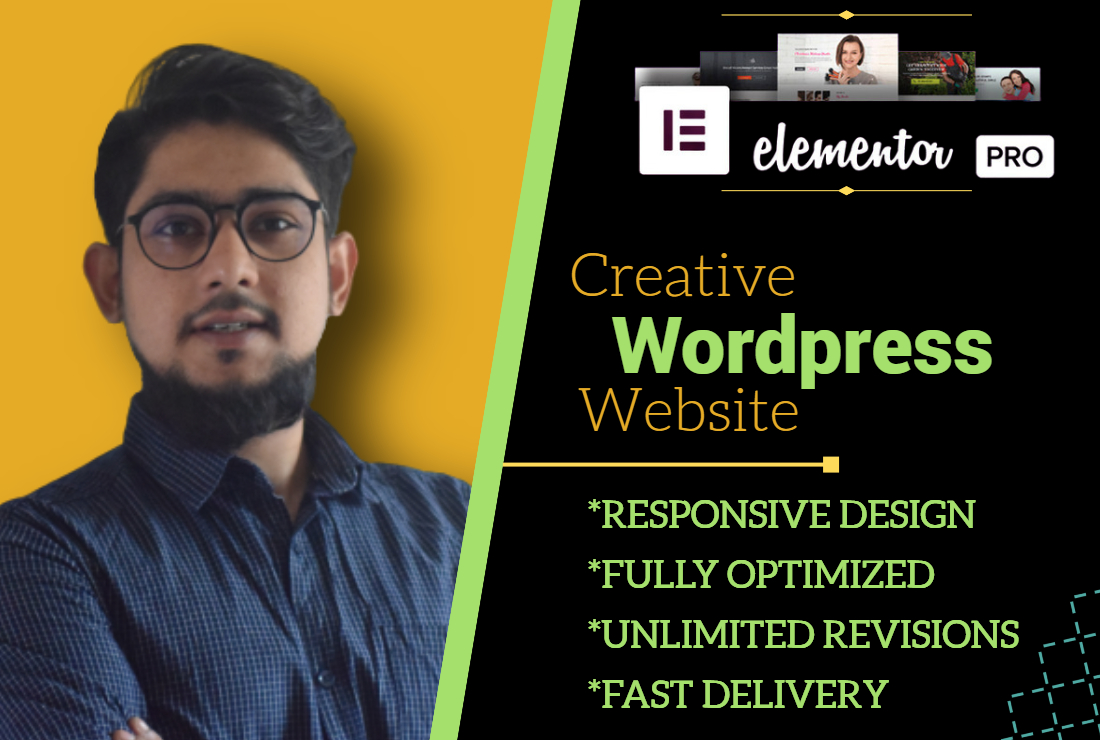 elementor PRO
Creative
Wordpress
Website
*RESPONSIVE DESIGN
*FULLY OPTIMIZED
*UNLIMITED REVISIONS
*FAST DELIVERY